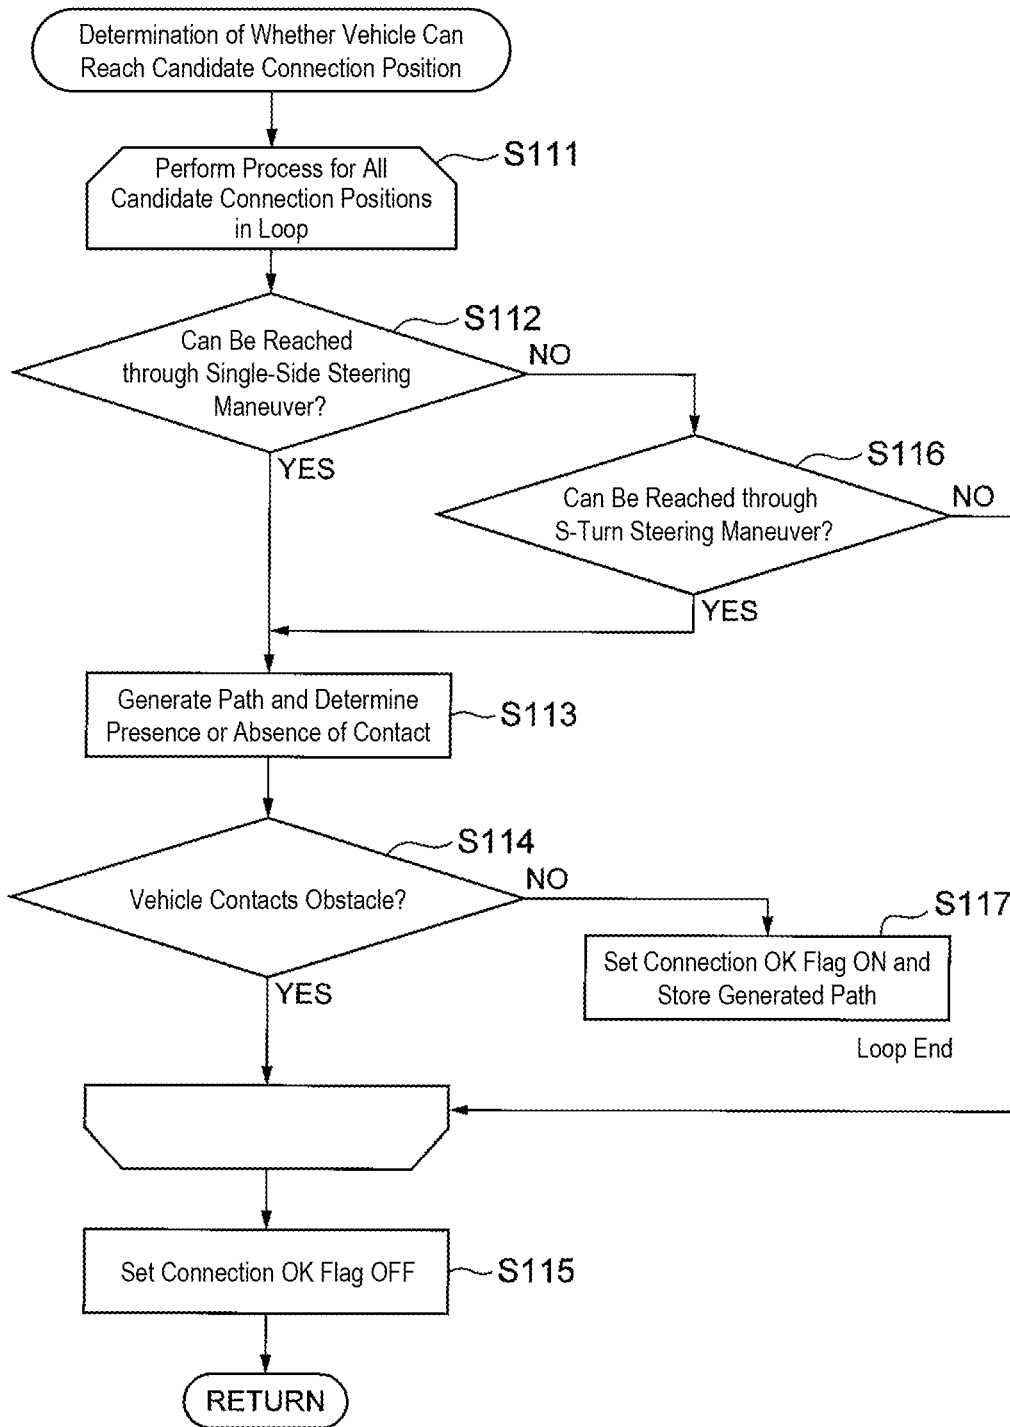 Determination of Whether Vehicle Can
Reach Candidate Connection Position
S111
Perform Process for All
Candidate Connection Positions
in Loop
S112
Can Be Reached
through Single-Side Steering
Maneuver?
NO
YES
S116
Can Be Reached through
S-Turn Steering Maneuver?
NO
YES
Generate Path and Determine
Presence or Absence of Contact
S113
S114
Vehicle Contacts Obstacle?
NO
YES
S117
Set Connection OK Flag ON and
Store Generated Path
Loop End
Set Connection OK Flag OFF
S115
RETURN